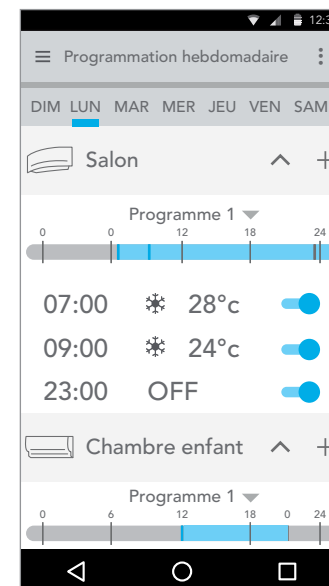 12:3
Programmation hebdomadaire
DIM LUN MAR MER JEU VEN SAM
Salon
Programme 1
0 0 12 18 24
07:00 28°c
09:00 24°c
23:00 OFF
Chambre enfant
Programme 1
0 6 12 18 0 24